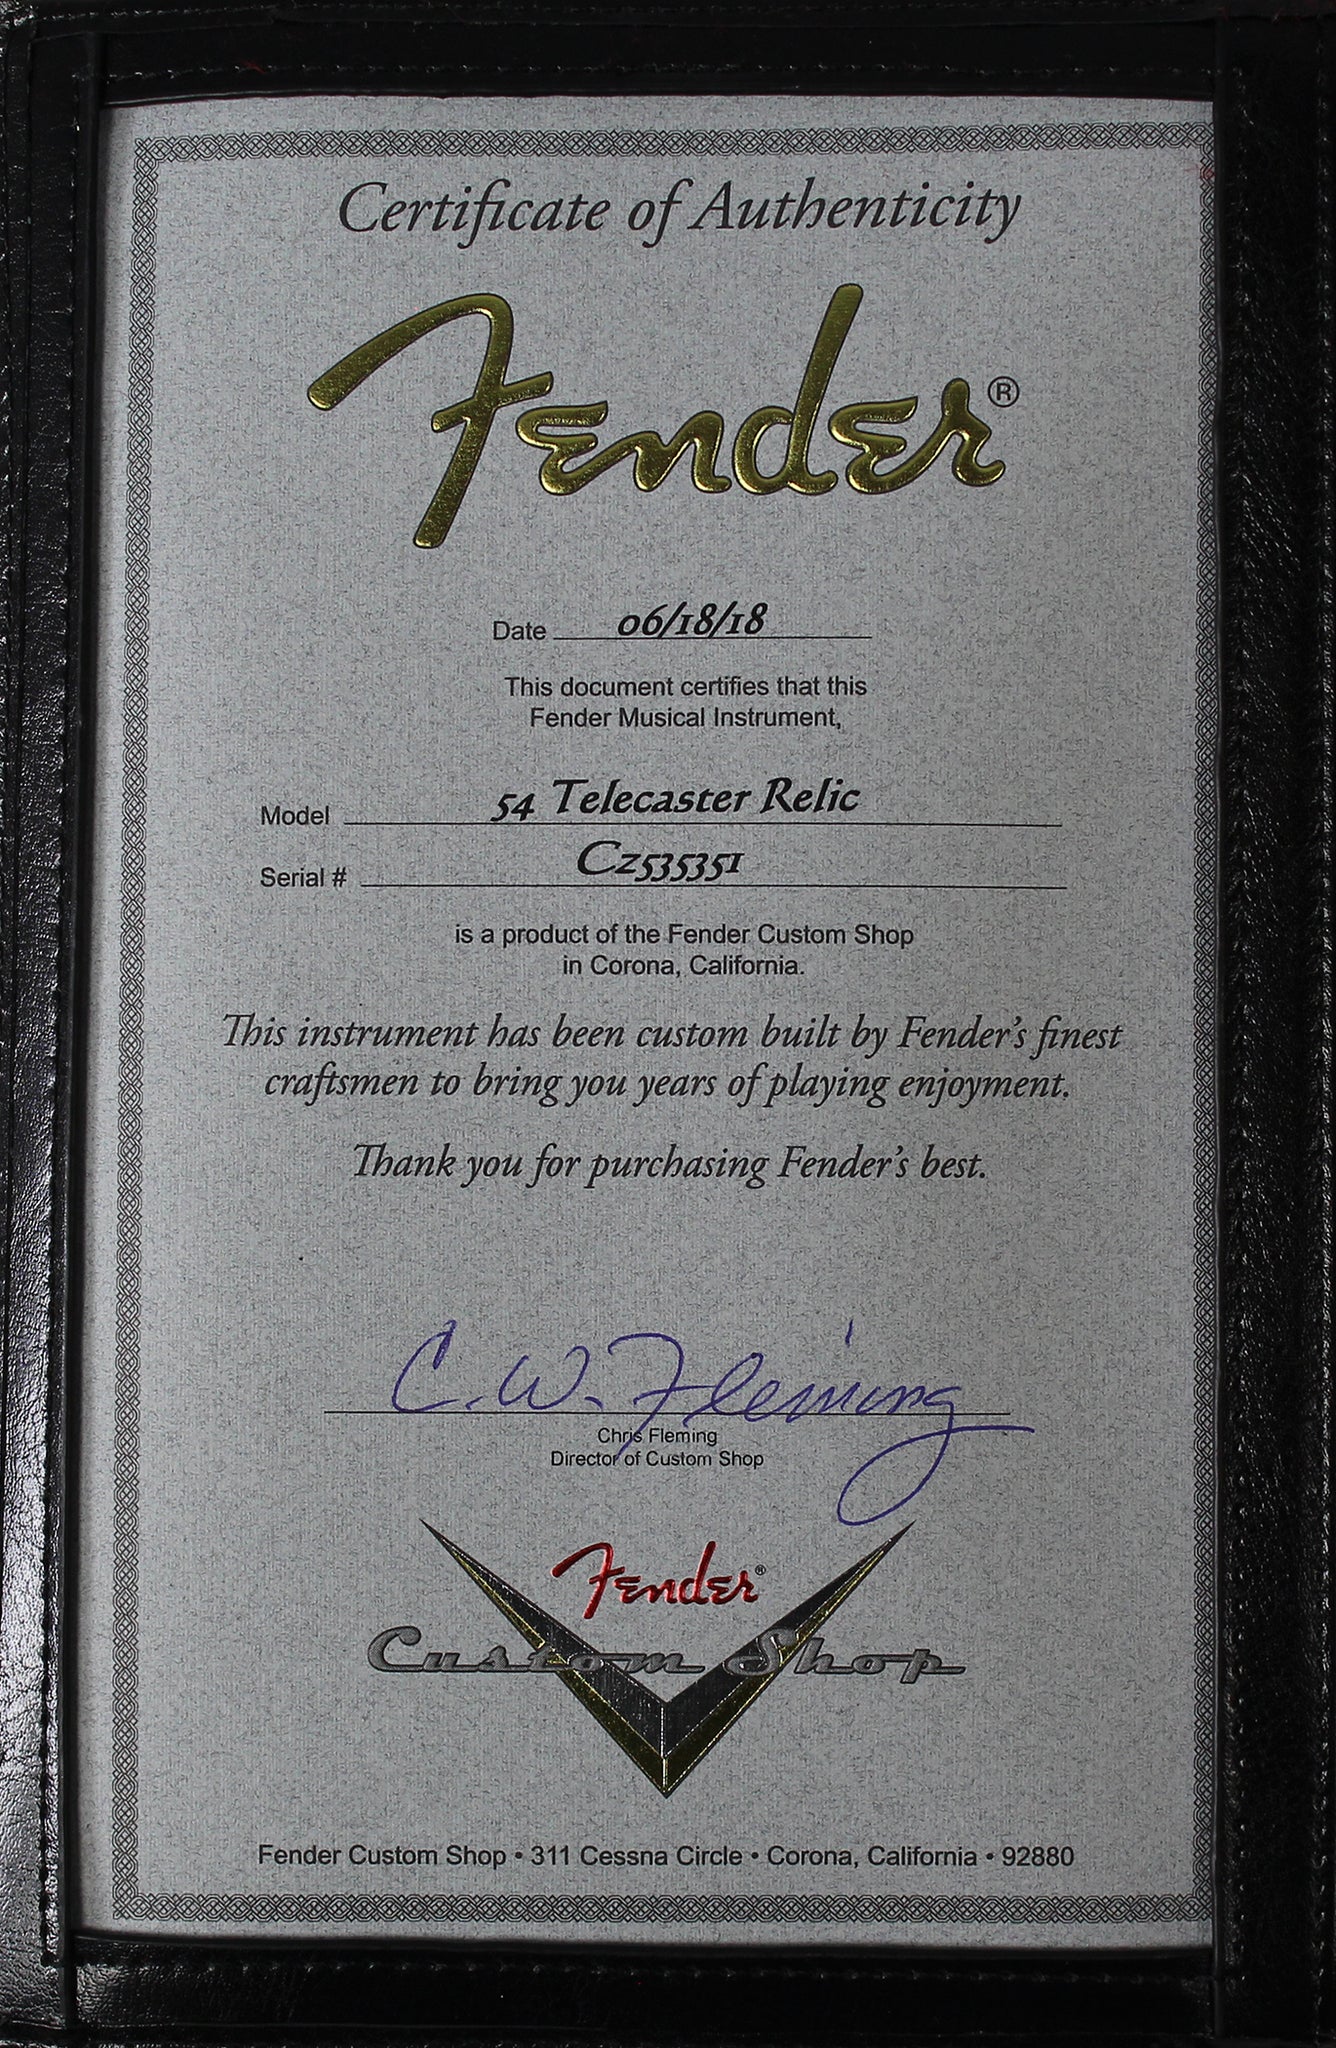 Certificate of Authenticity
Fender®
Date 06/18/18
This document certifies that this
Fender Musical Instrument,
Model 54 Telecaster Relic
Serial # CZ535351
is a product of the Fender Custom Shop
in Corona, California.
This instrument has been custom built by Fender's finest
craftsmen to bring you years of playing enjoyment.
Thank you for purchasing Fender's best.
C. W. Fleming
Chris Fleming
Director of Custom Shop
Fender®
Custom Shop
Fender Custom Shop • 311 Cessna Circle • Corona, California • 92880